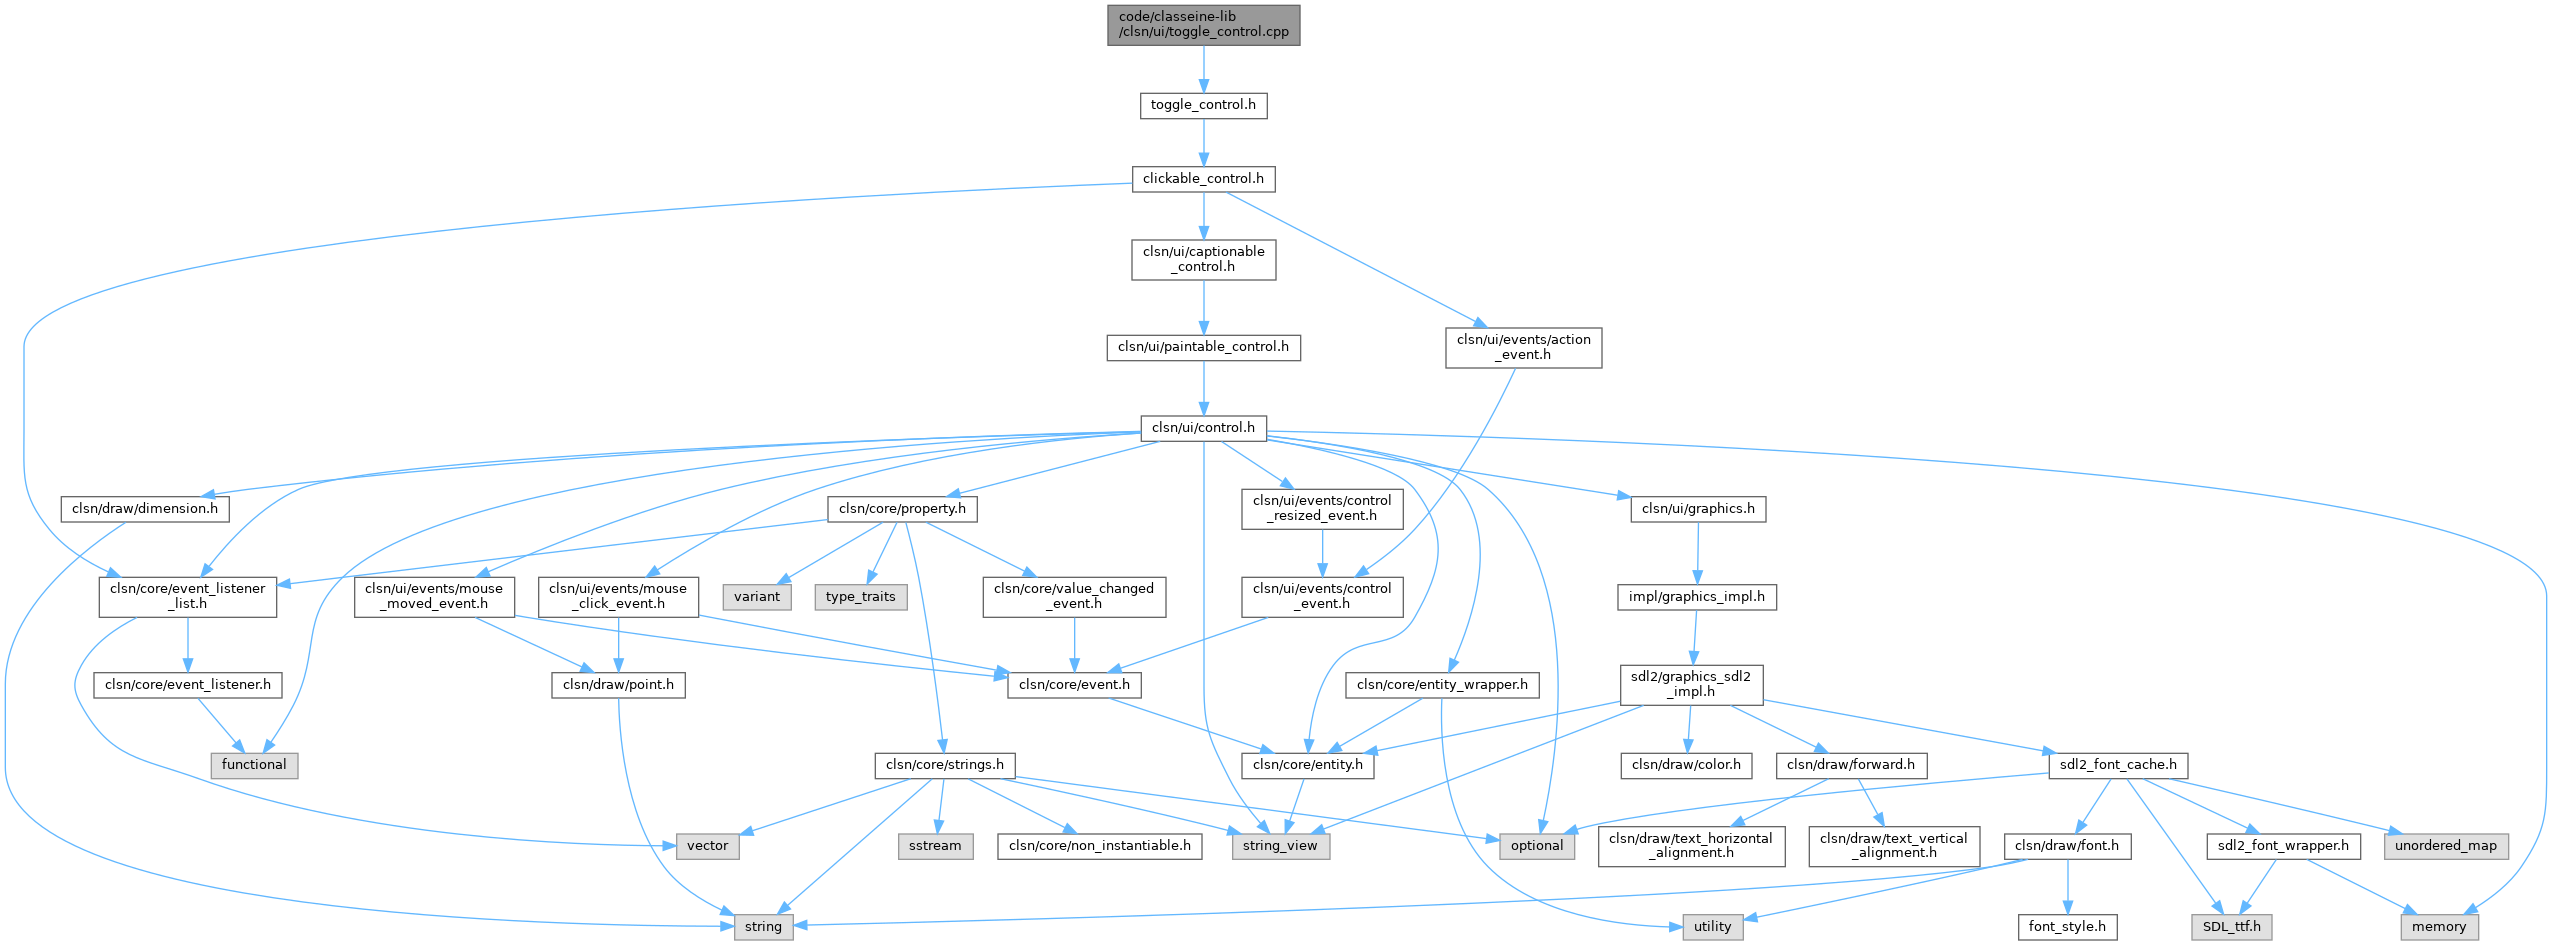 code/classeine-lib
/clsn/ui/toggle_control.cpp
toggle_control.h
clickable_control.h
clsn/ui/captionable
_control.h
clsn/ui/paintable_control.h
clsn/ui/events/action
_event.h
clsn/ui/control.h
clsn/draw/dimension.h
clsn/core/property.h
clsn/ui/events/control
_resized_event.h
clsn/ui/graphics.h
clsn/core/event_listener
_list.h
clsn/ui/events/mouse
_moved_event.h
clsn/ui/events/mouse
_click_event.h
variant
type_traits
clsn/core/value_changed
_event.h
clsn/ui/events/control
_event.h
impl/graphics_impl.h
clsn/core/event_listener.h
clsn/draw/point.h
clsn/core/event.h
clsn/core/entity_wrapper.h
sdl2/graphics_sdl2
_impl.h
functional
clsn/core/strings.h
clsn/core/entity.h
clsn/draw/color.h
clsn/draw/forward.h
sdl2_font_cache.h
vector
sstream
clsn/core/non_instantiable.h
string_view
optional
clsn/draw/text_horizontal
_alignment.h
clsn/draw/text_vertical
_alignment.h
clsn/draw/font.h
sdl2_font_wrapper.h
unordered_map
string
utility
font_style.h
SDL_ttf.h
memory